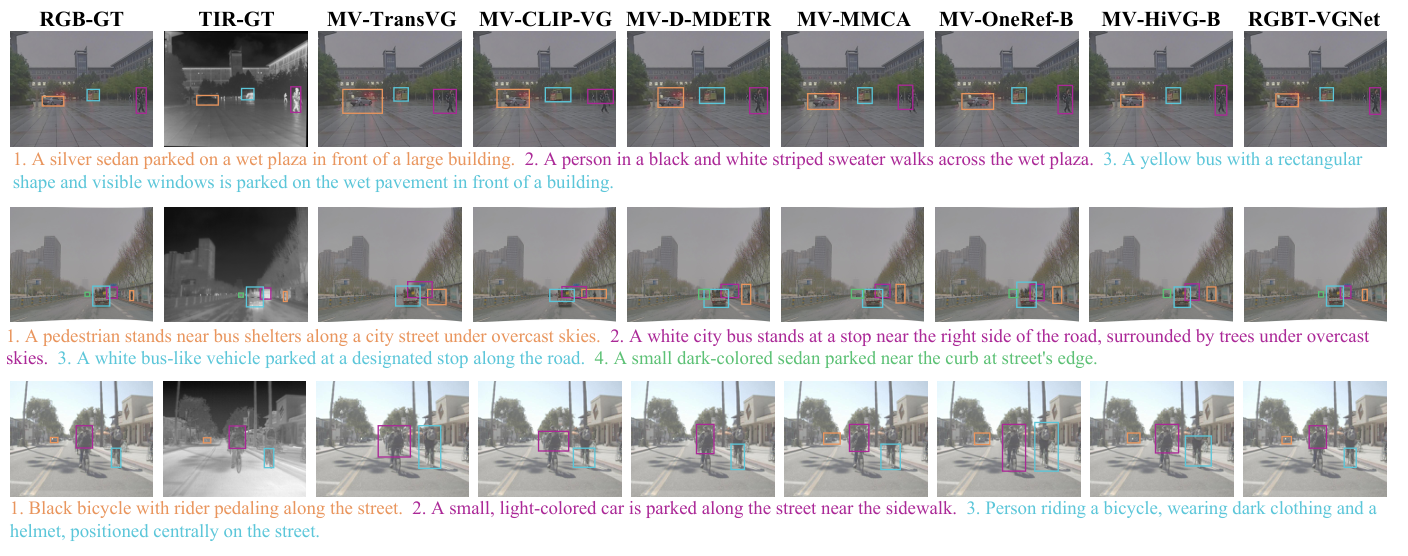 RGB-GT TIR-GT MV-TransVG MV-CLIP-VG MV-D-MDETR MV-MMCA MV-OneRef-B MV-HiVG-B RGBT-VGNet
1. A silver sedan parked on a wet plaza in front of a large building. 2. A person in a black and white striped sweater walks across the wet plaza. 3. A yellow bus with a rectangular
shape and visible windows is parked on the wet pavement in front of a building.
1. A pedestrian stands near bus shelters along a city street under overcast skies. 2. A white city bus stands at a stop near the right side of the road, surrounded by trees under overcast
skies. 3. A white bus-like vehicle parked at a designated stop along the road. 4. A small dark-colored sedan parked near the curb at street's edge.
1. Black bicycle with rider pedaling along the street. 2. A small, light-colored car is parked along the street near the sidewalk. 3. Person riding a bicycle, wearing dark clothing and a
helmet, positioned centrally on the street.